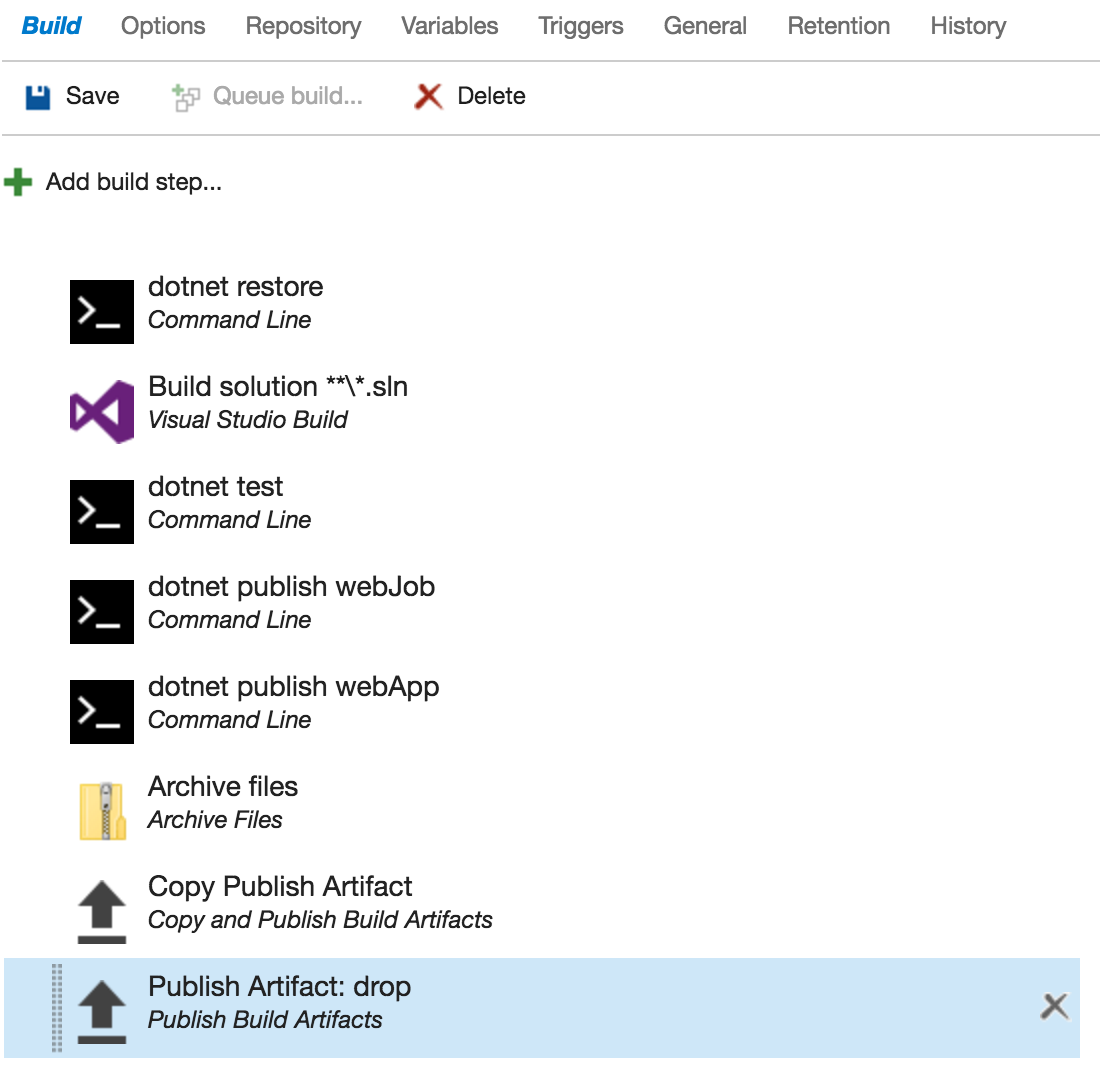 Build Options Repository Variables Triggers General Retention History
Save Queue build... Delete
Add build step...
dotnet restore
Command Line
Build solution **\*.sln
Visual Studio Build
dotnet test
Command Line
dotnet publish webJob
Command Line
dotnet publish webApp
Command Line
Archive files
Archive Files
Copy Publish Artifact
Copy and Publish Build Artifacts
Publish Artifact: drop
Publish Build Artifacts